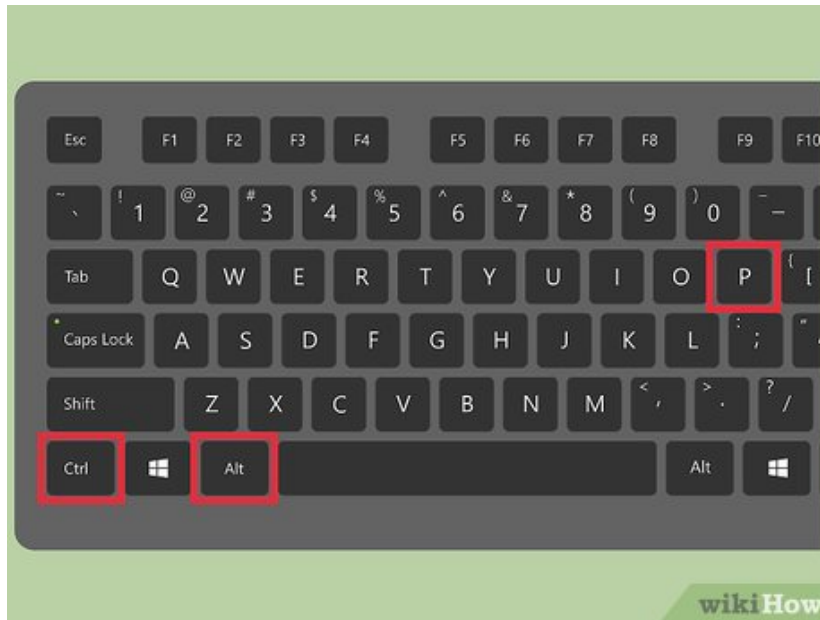 Esc F1 F2 F3 F4 F5 F6 F7 F8 F9 F10
~ ` ! 1 @ 2 # 3 $ 4 % 5 ^ 6 & 7 * 8 ( 9 ) 0 _ –
Tab Q W E R T Y U I O P { [
Caps Lock A S D F G H J K L : ; "
Shift Z X C V B N M < , > . ? /
Ctrl Alt Alt
wikiHow